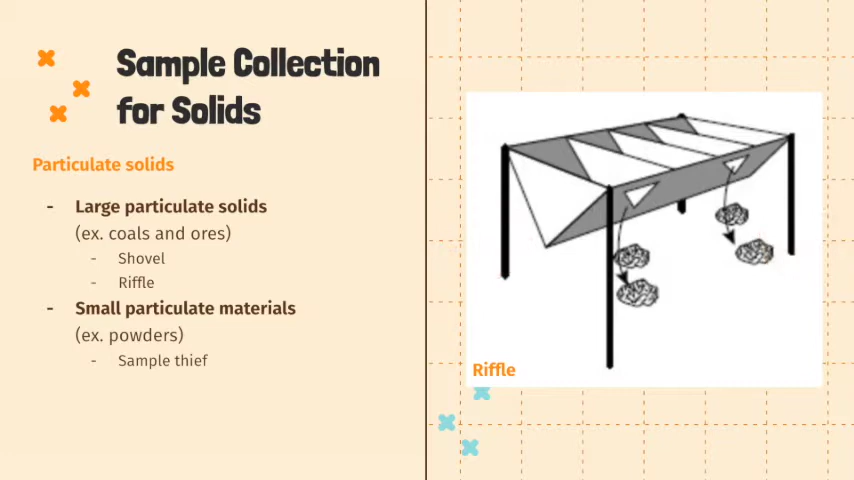 Sample Collection
for Solids
Particulate solids
- Large particulate solids
(ex. coals and ores)
- Shovel
- Riffle
- Small particulate materials
(ex. powders)
- Sample thief
Riffle